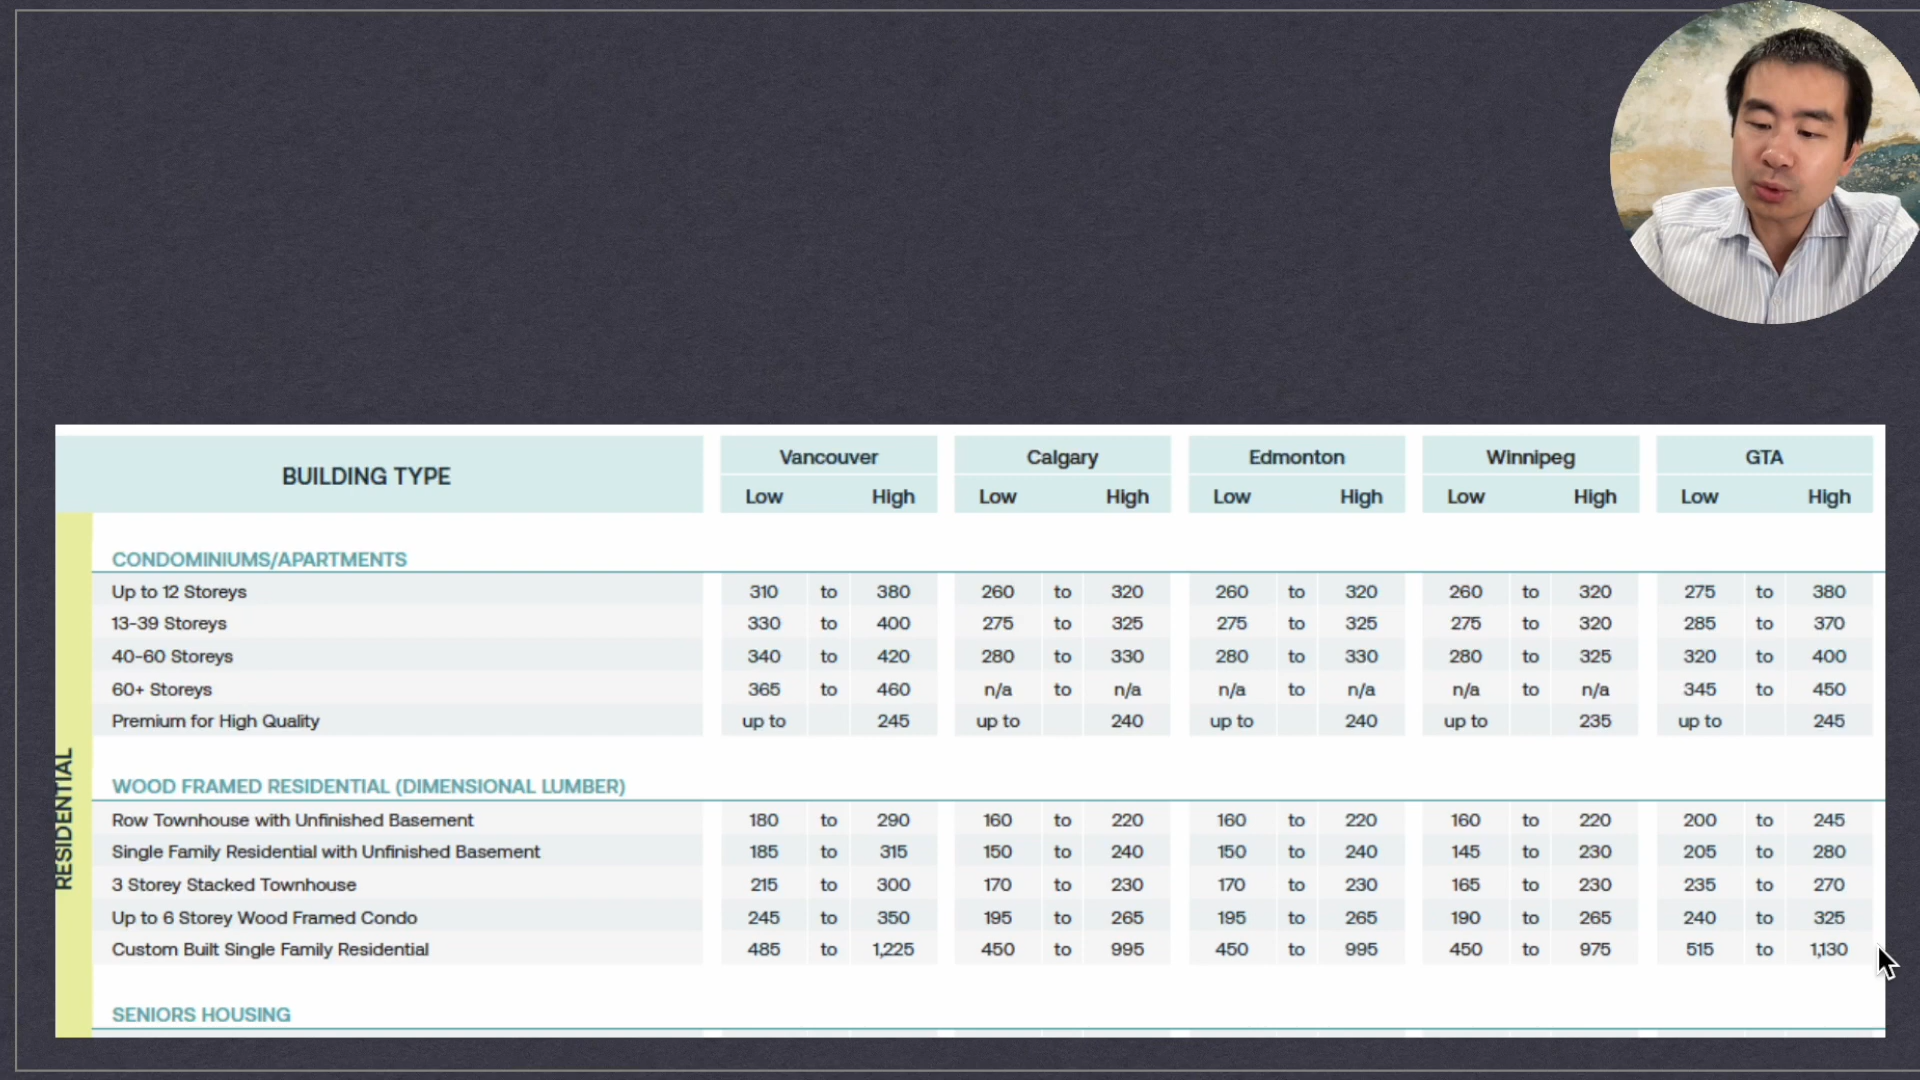 BUILDING TYPE Vancouver Calgary Edmonton Winnipeg GTA
Low High Low High Low High Low High Low High
RESIDENTIAL
CONDOMINIUMS/APARTMENTS
Up to 12 Storeys 310 to 380 260 to 320 260 to 320 260 to 320 275 to 380
13-39 Storeys 330 to 400 275 to 325 275 to 325 275 to 320 285 to 370
40-60 Storeys 340 to 420 280 to 330 280 to 330 280 to 325 320 to 400
60+ Storeys 365 to 460 n/a to n/a n/a to n/a n/a to n/a 345 to 450
Premium for High Quality up to 245 up to 240 up to 240 up to 235 up to 245
WOOD FRAMED RESIDENTIAL (DIMENSIONAL LUMBER)
Row Townhouse with Unfinished Basement 180 to 290 160 to 220 160 to 220 160 to 220 200 to 245
Single Family Residential with Unfinished Basement 185 to 315 150 to 240 150 to 240 145 to 230 205 to 280
3 Storey Stacked Townhouse 215 to 300 170 to 230 170 to 230 165 to 230 235 to 270
Up to 6 Storey Wood Framed Condo 245 to 350 195 to 265 195 to 265 190 to 265 240 to 325
Custom Built Single Family Residential 485 to 1,225 450 to 995 450 to 995 450 to 975 515 to 1,130
SENIORS HOUSING